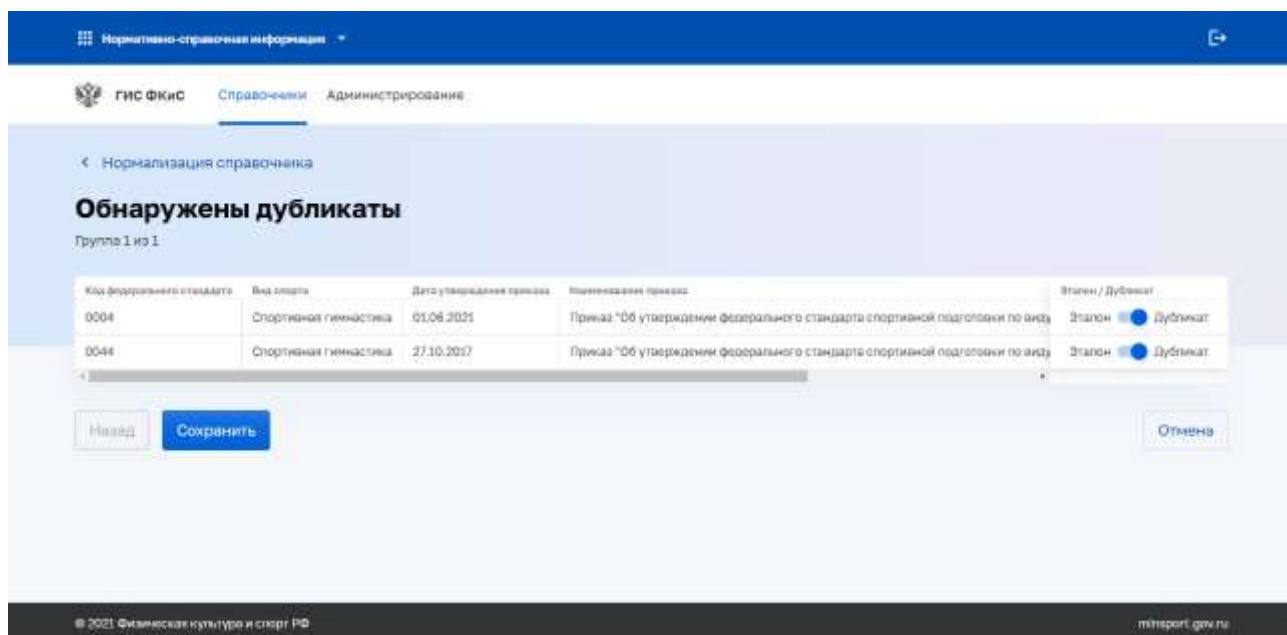 Нормативно-справочная информация
ГИС ФКиС Справочники Администрирование
Нормализация справочника
Обнаружены дубликаты
Группа 1 из 1
Код федерального стандарта Вид спорта Дата утверждения приказа Наименование приказа Эталон / Дубликат
0004 Спортивная гимнастика 01.06.2021 Приказ "Об утверждении федерального стандарта спортивной подготовки по виду Эталон Дубликат
0044 Спортивная гимнастика 27.10.2017 Приказ "Об утверждении федерального стандарта спортивной подготовки по виду Эталон Дубликат
Назад Сохранить Отмена
© 2021 Физическая культура и спорт РФ minsport.gov.ru